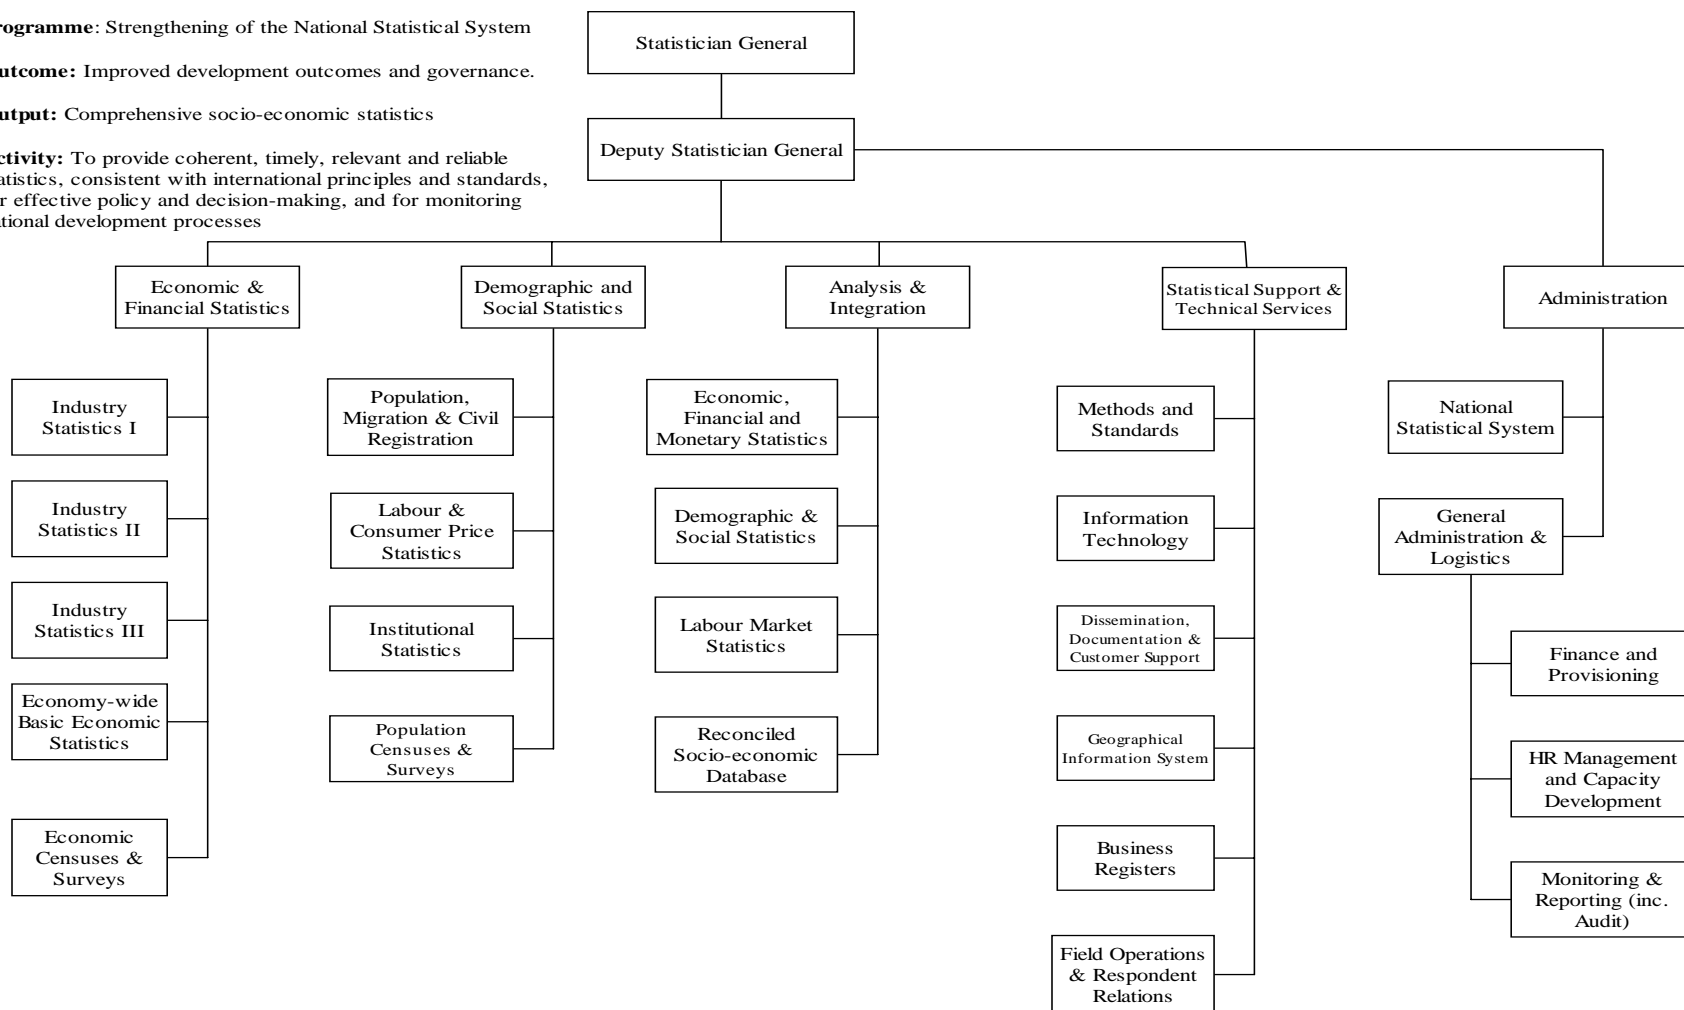 rogramme: Strengthening of the National Statistical System
utcome: Improved development outcomes and governance.
utput: Comprehensive socio-economic statistics
ctivity: To provide coherent, timely, relevant and reliable
atistics, consistent with international principles and standards,
r effective policy and decision-making, and for monitoring
ational development processes
Statistician General
Deputy Statistician General
Economic &
Financial Statistics
Industry
Statistics I
Industry
Statistics II
Industry
Statistics III
Economy-wide
Basic Economic
Statistics
Economic
Censuses &
Surveys
Demographic and
Social Statistics
Population,
Migration & Civil
Registration
Labour &
Consumer Price
Statistics
Institutional
Statistics
Population
Censuses &
Surveys
Analysis &
Integration
Economic,
Financial and
Monetary Statistics
Demographic &
Social Statistics
Labour Market
Statistics
Reconciled
Socio-economic
Database
Statistical Support &
Technical Services
Methods and
Standards
Information
Technology
Dissemination,
Documentation &
Customer Support
Geographical
Information System
Business
Registers
Field Operations
& Respondent
Relations
Administration
National
Statistical System
General
Administration &
Logistics
Finance and
Provisioning
HR Management
and Capacity
Development
Monitoring &
Reporting (inc.
Audit)